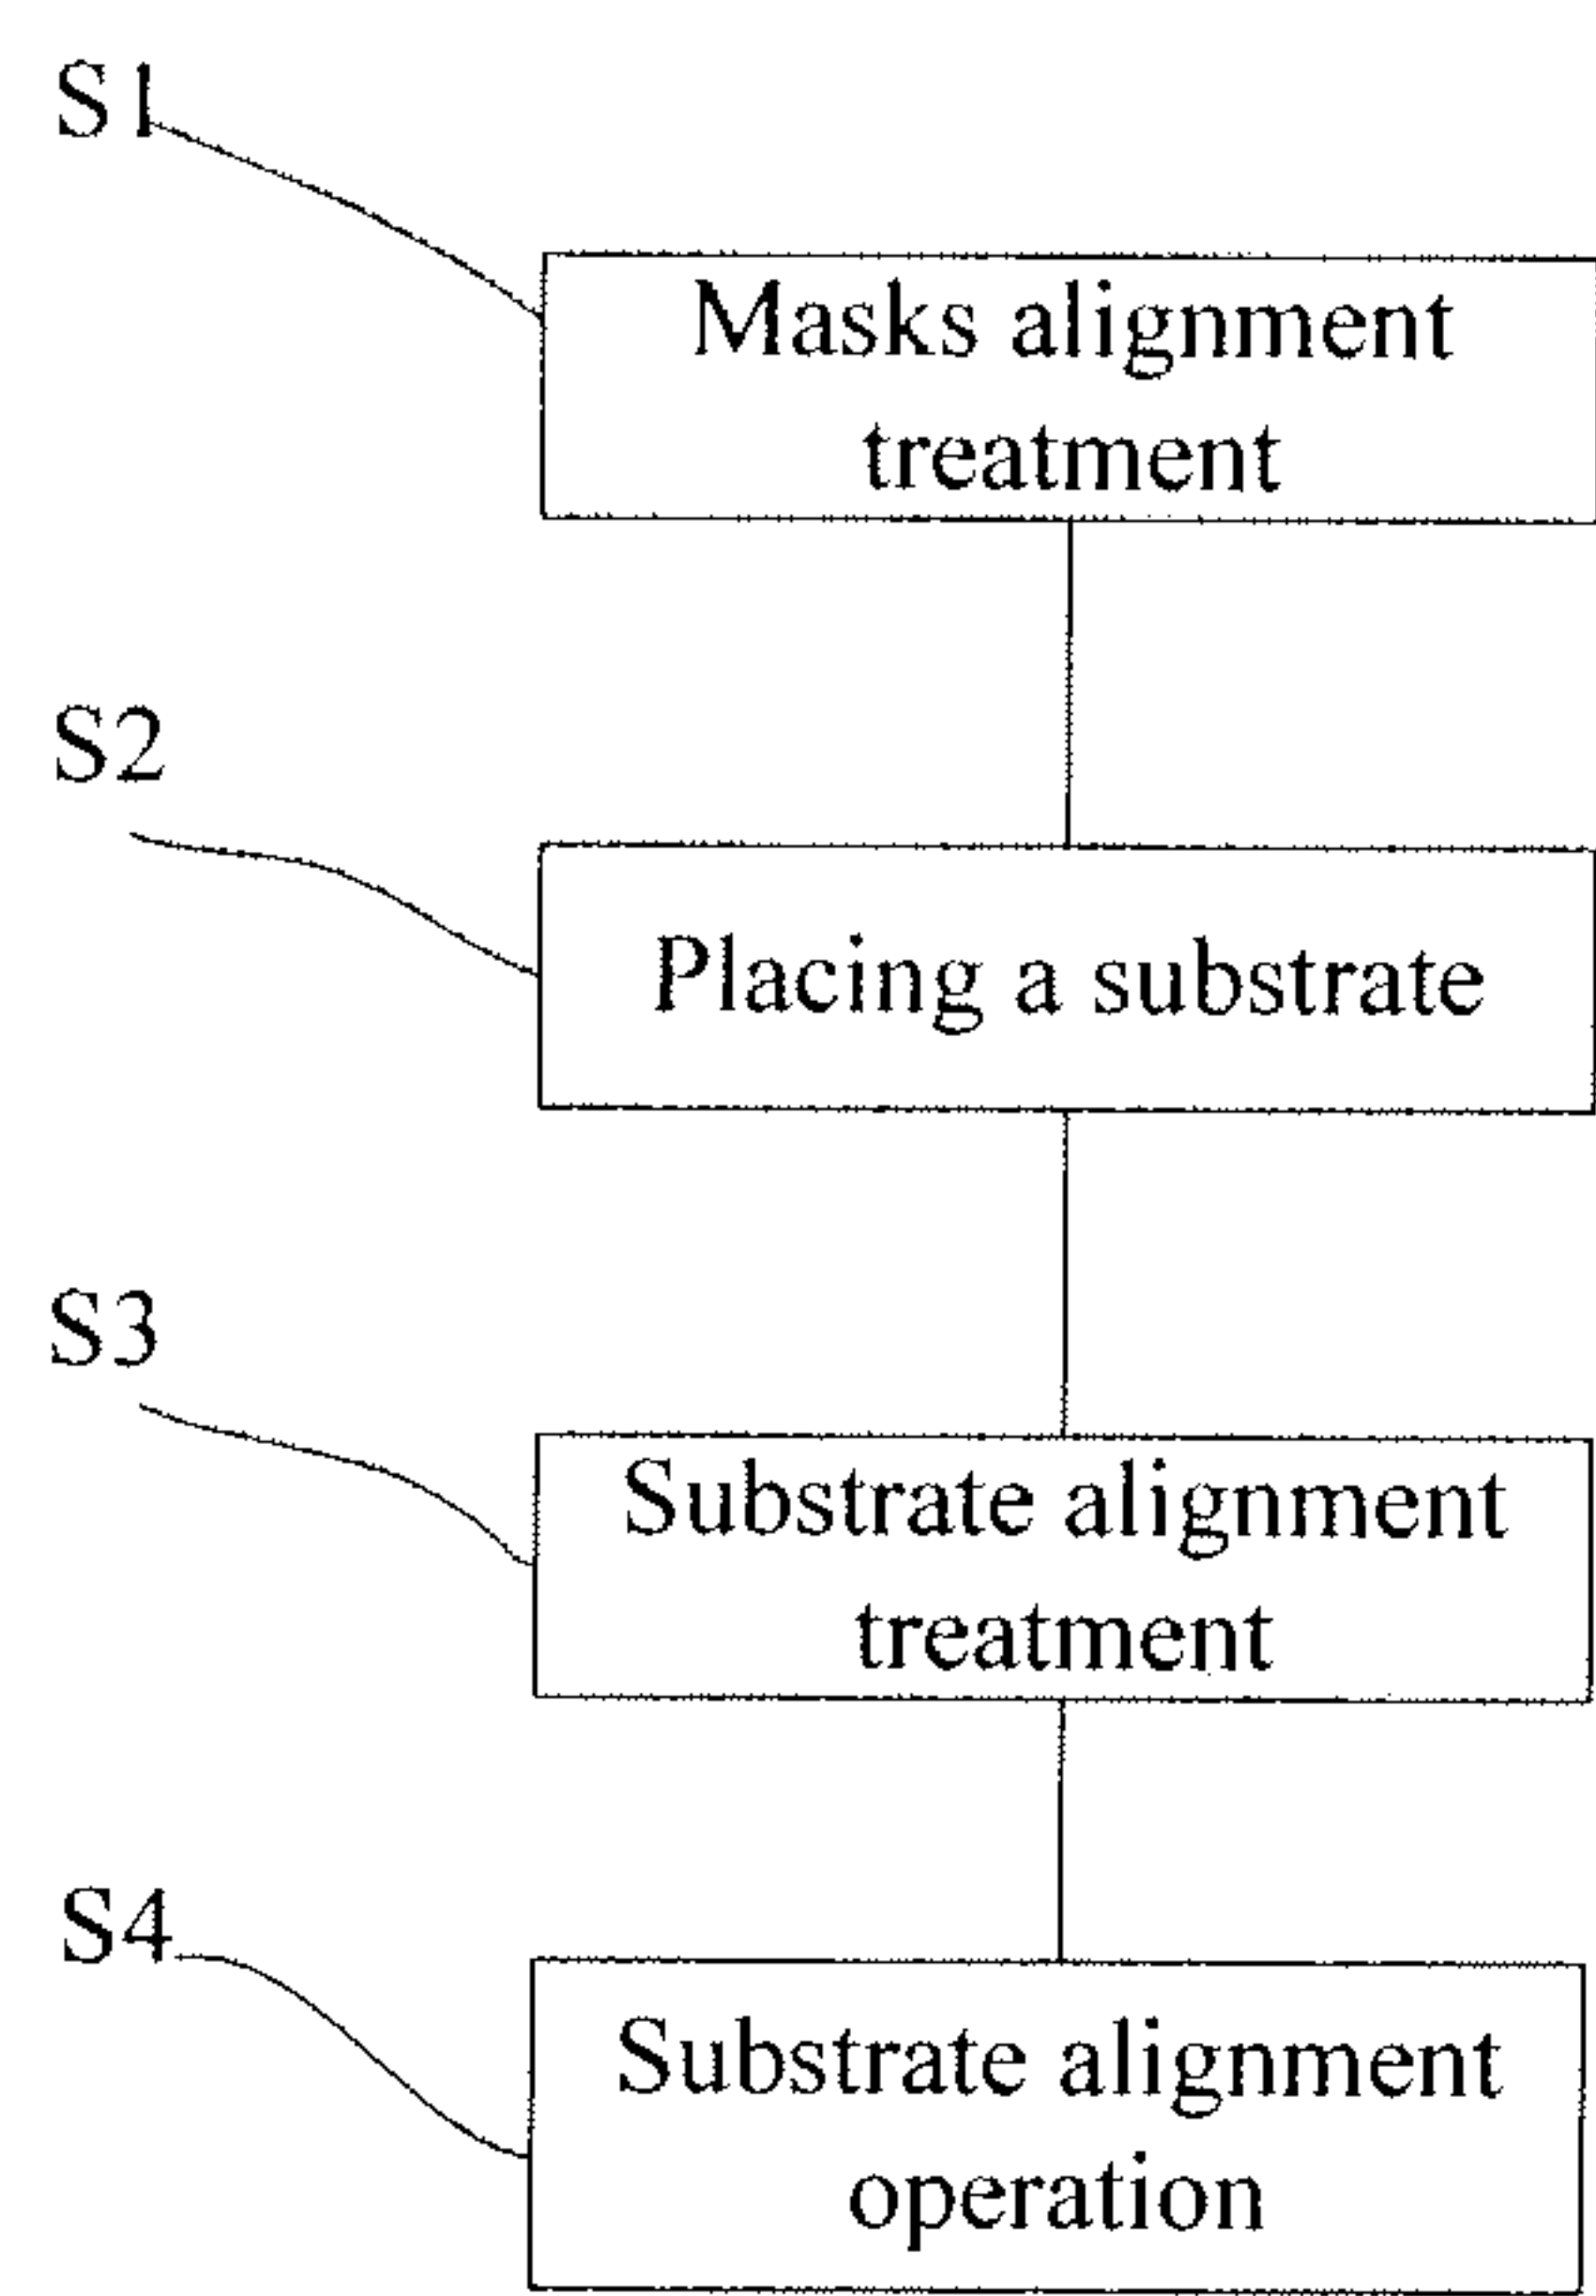 S1
Masks alignment
treatment
S2
Placing a substrate
S3
Substrate alignment
treatment
S4
Substrate alignment
operation